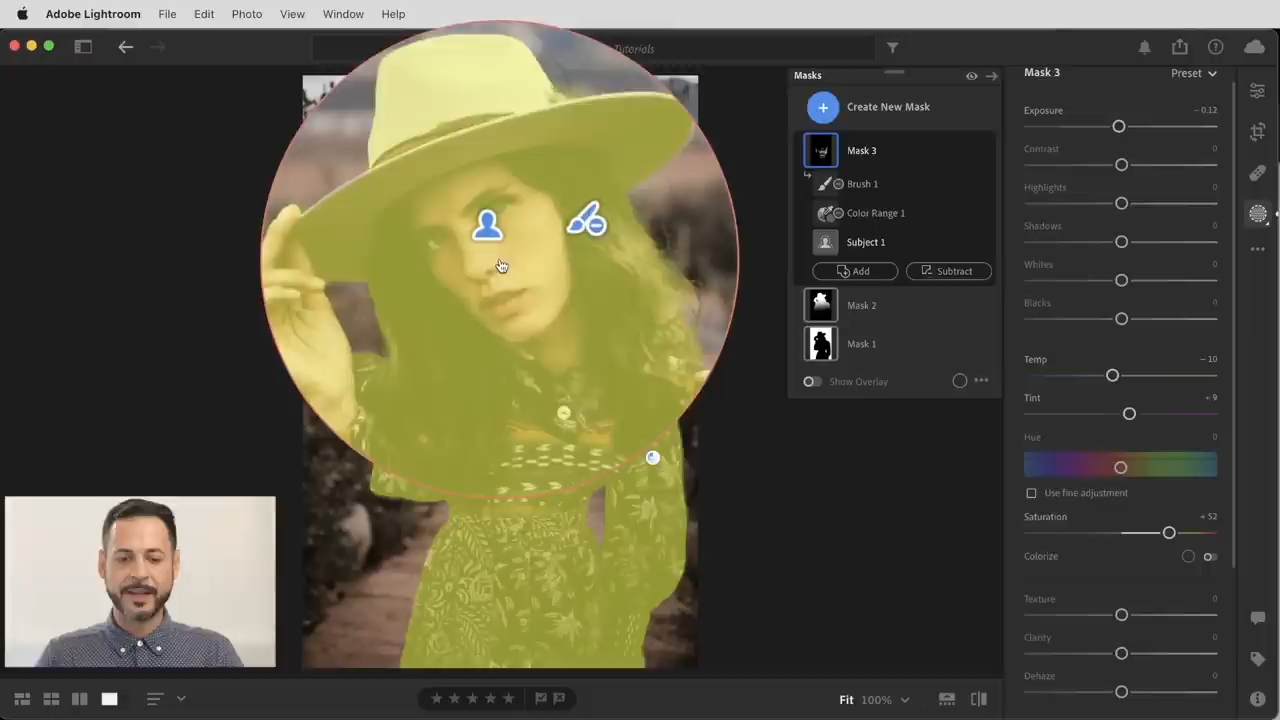 Adobe Lightroom File Edit Photo View Window Help
Tutorials
Masks
Create New Mask
Mask 3
Brush 1
Color Range 1
Subject 1
Add Subtract
Mask 2
Mask 1
Show Overlay
Mask 3 Preset
Exposure − 0.12
Contrast 0
Highlights 0
Shadows 0
Whites 0
Blacks 0
Temp − 10
Tint + 9
Hue 0
Use fine adjustment
Saturation + 52
Colorize
Texture 0
Clarity 0
Dehaze 0
Fit 100%